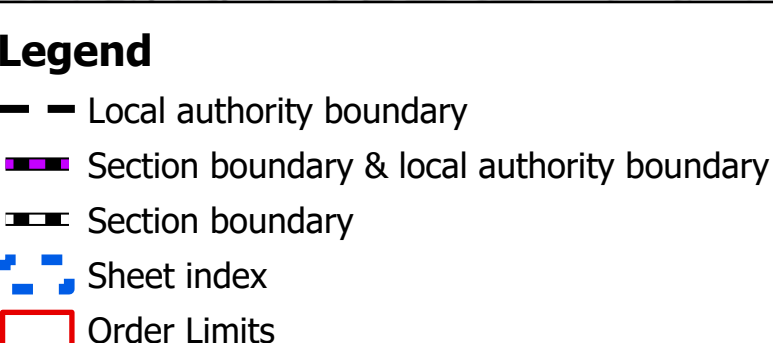 Legend
Local authority boundary
Section boundary & local authority boundary
Section boundary
Sheet index
Order Limits